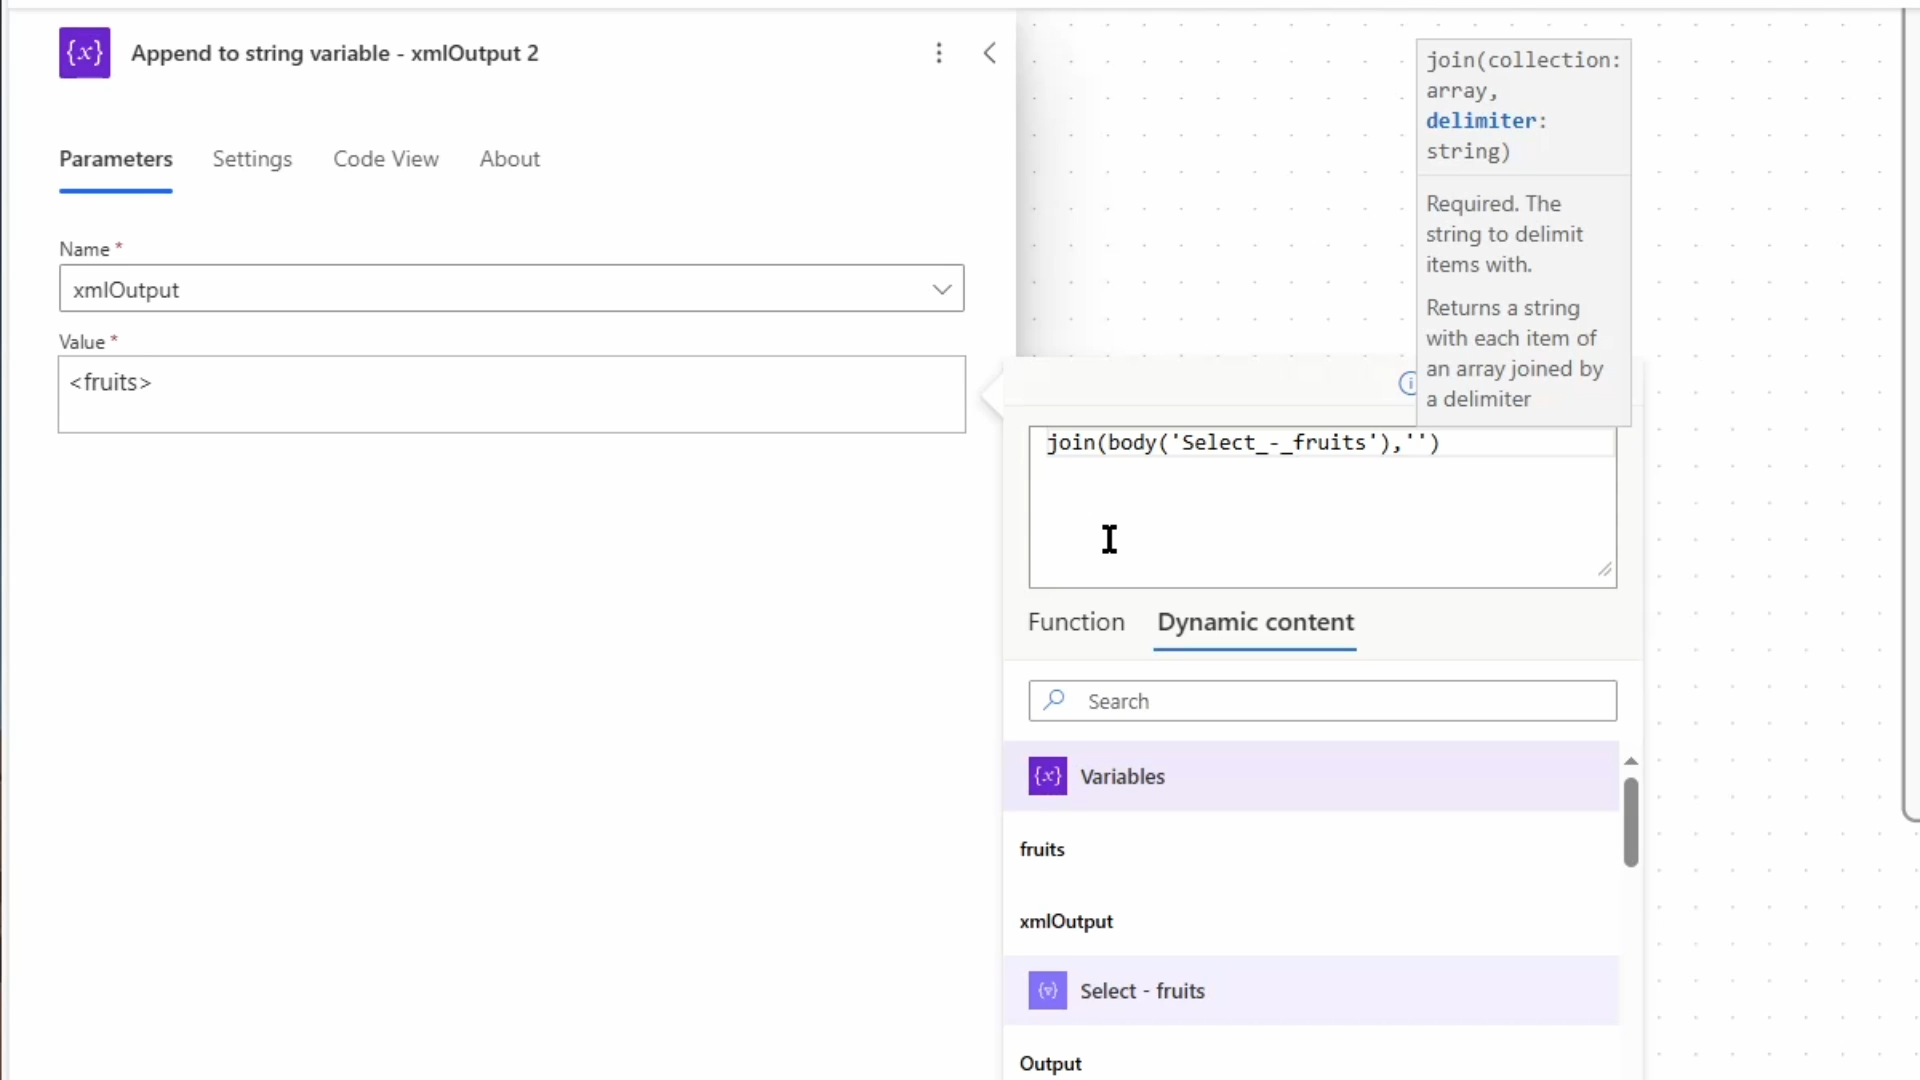 {x} Append to string variable - xmlOutput 2
Parameters Settings Code View About
Name *
xmlOutput
Value *
<fruits>
join(collection:
array,
delimiter:
string)
Required. The
string to delimit
items with.
Returns a string
with each item of
an array joined by
a delimiter
join(body('Select_-_fruits'),'')
Function Dynamic content
Search
{x} Variables
fruits
xmlOutput
Select - fruits
Output